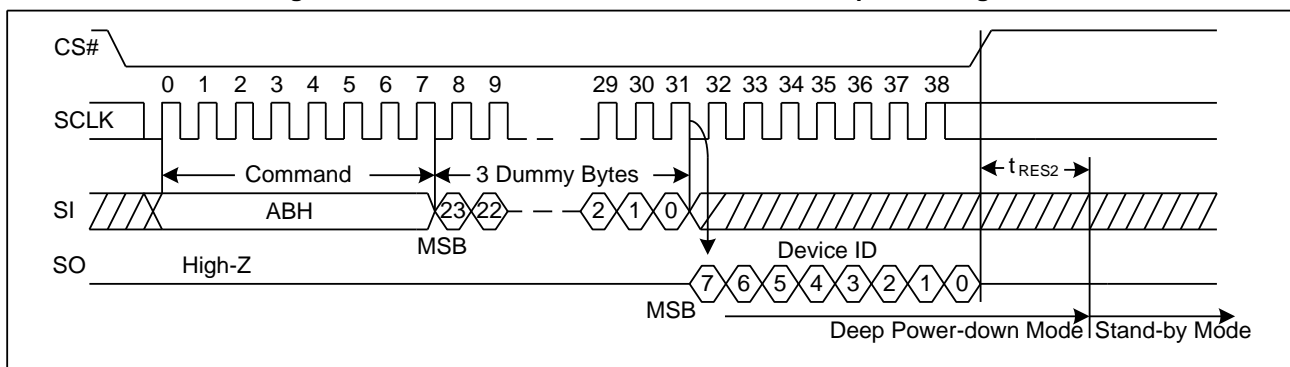 CS#
0 1 2 3 4 5 6 7 8 9 29 30 31 32 33 34 35 36 37 38
SCLK
Command 3 Dummy Bytes tRES2
SI ABH 23 22 2 1 0
MSB Device ID
SO High-Z 7 6 5 4 3 2 1 0
MSB
Deep Power-down Mode Stand-by Mode